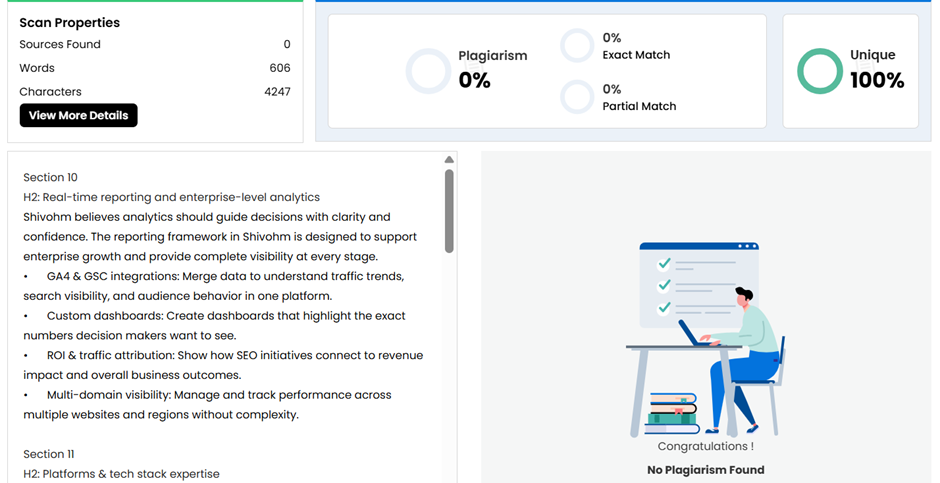 Scan Properties
Sources Found 0
Words 606
Characters 4247
View More Details
Plagiarism
0%
0%
Exact Match
0%
Partial Match
Unique
100%
Section 10
H2: Real-time reporting and enterprise-level analytics
Shivohm believes analytics should guide decisions with clarity and
confidence. The reporting framework in Shivohm is designed to support
enterprise growth and provide complete visibility at every stage.
• GA4 & GSC integrations: Merge data to understand traffic trends,
search visibility, and audience behavior in one platform.
• Custom dashboards: Create dashboards that highlight the exact
numbers decision makers want to see.
• ROI & traffic attribution: Show how SEO initiatives connect to revenue
impact and overall business outcomes.
• Multi-domain visibility: Manage and track performance across
multiple websites and regions without complexity.
Section 11
H2: Platforms & tech stack expertise
Congratulations !
No Plagiarism Found